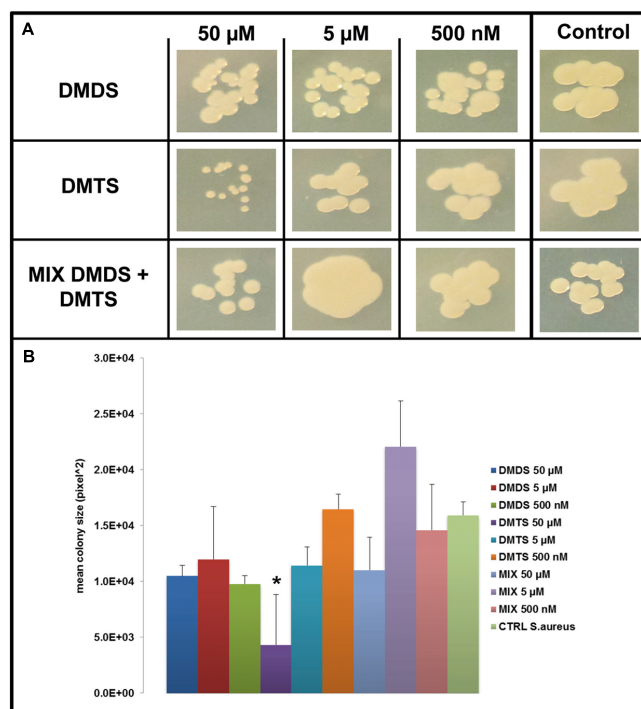 A
50 µM
5 µM
500 nM
Control
DMDS
DMTS
MIX DMDS +
DMTS
B
3.0E+04
2.5E+04
2.0E+04
1.5E+04
1.0E+04
5.0E+03
0.0E+00
mean colony size (pixel^2)
*
DMDS 50 µM
DMDS 5 µM
DMDS 500 nM
DMTS 50 µM
DMTS 5 µM
DMTS 500 nM
MIX 50 µM
MIX 5 µM
MIX 500 nM
CTRL S.aureus